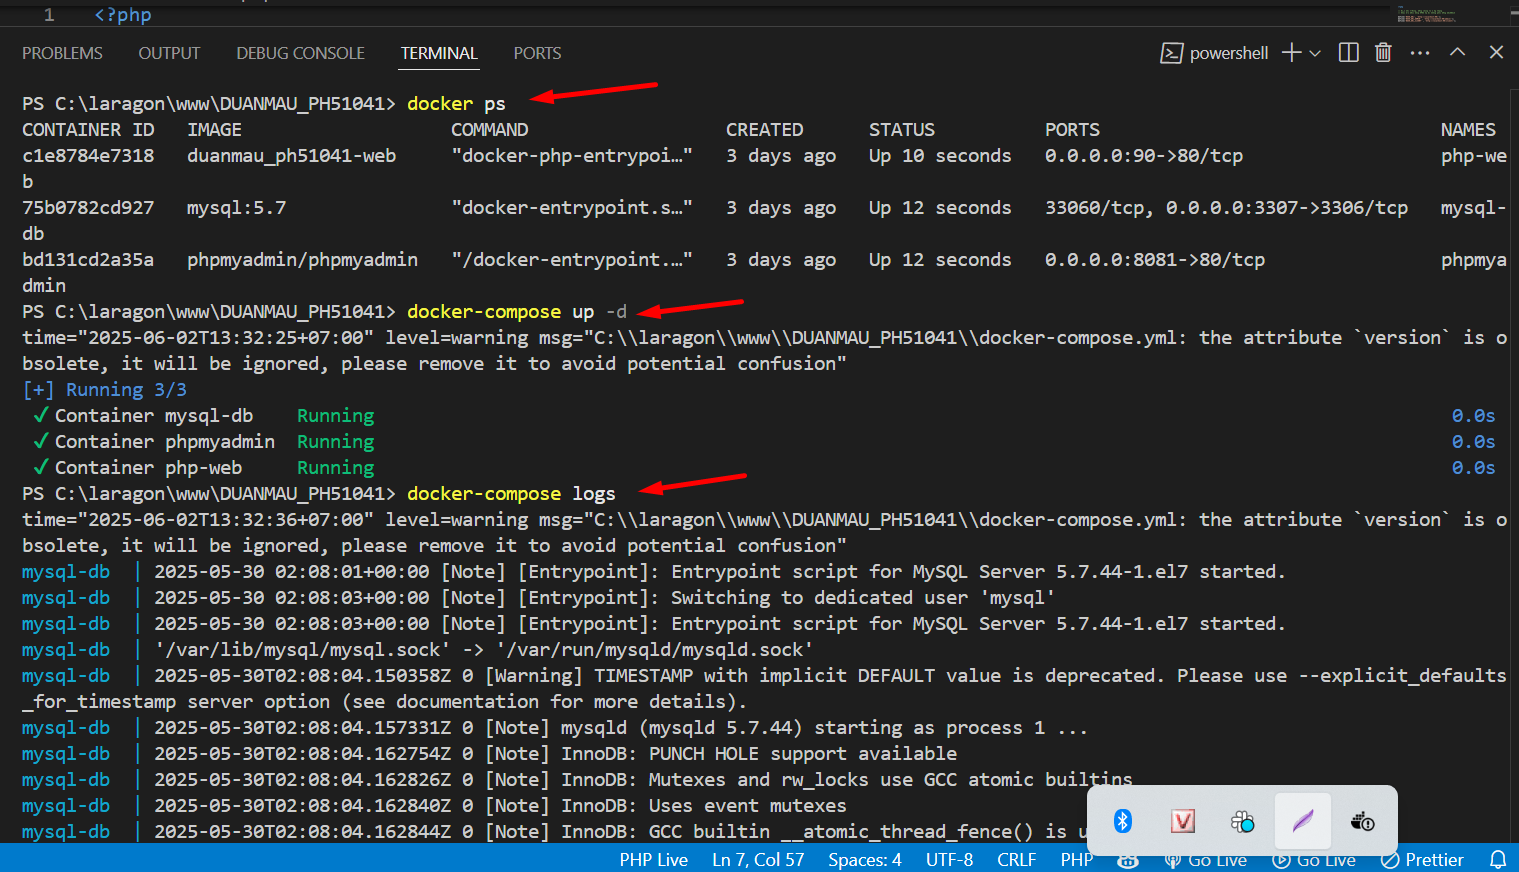 1 <?php
PROBLEMS OUTPUT DEBUG CONSOLE TERMINAL PORTS powershell
PS C:\laragon\www\DUANMAU_PH51041> docker ps
CONTAINER ID IMAGE COMMAND CREATED STATUS PORTS NAMES
c1e8784e7318 duanmau_ph51041-web "docker-php-entrypoi…" 3 days ago Up 10 seconds 0.0.0.0:90->80/tcp php-we
b
75b0782cd927 mysql:5.7 "docker-entrypoint.s…" 3 days ago Up 12 seconds 33060/tcp, 0.0.0.0:3307->3306/tcp mysql-
db
bd131cd2a35a phpmyadmin/phpmyadmin "/docker-entrypoint.…" 3 days ago Up 12 seconds 0.0.0.0:8081->80/tcp phpmya
dmin
PS C:\laragon\www\DUANMAU_PH51041> docker-compose up -d
time="2025-06-02T13:32:25+07:00" level=warning msg="C:\\laragon\\www\\DUANMAU_PH51041\\docker-compose.yml: the attribute `version` is o
bsolete, it will be ignored, please remove it to avoid potential confusion"
[+] Running 3/3
✓ Container mysql-db Running 0.0s
✓ Container phpmyadmin Running 0.0s
✓ Container php-web Running 0.0s
PS C:\laragon\www\DUANMAU_PH51041> docker-compose logs
time="2025-06-02T13:32:36+07:00" level=warning msg="C:\\laragon\\www\\DUANMAU_PH51041\\docker-compose.yml: the attribute `version` is o
bsolete, it will be ignored, please remove it to avoid potential confusion"
mysql-db | 2025-05-30 02:08:01+00:00 [Note] [Entrypoint]: Entrypoint script for MySQL Server 5.7.44-1.el7 started.
mysql-db | 2025-05-30 02:08:03+00:00 [Note] [Entrypoint]: Switching to dedicated user 'mysql'
mysql-db | 2025-05-30 02:08:03+00:00 [Note] [Entrypoint]: Entrypoint script for MySQL Server 5.7.44-1.el7 started.
mysql-db | '/var/lib/mysql/mysql.sock' -> '/var/run/mysqld/mysqld.sock'
mysql-db | 2025-05-30T02:08:04.150358Z 0 [Warning] TIMESTAMP with implicit DEFAULT value is deprecated. Please use --explicit_defaults
_for_timestamp server option (see documentation for more details).
mysql-db | 2025-05-30T02:08:04.157331Z 0 [Note] mysqld (mysqld 5.7.44) starting as process 1 ...
mysql-db | 2025-05-30T02:08:04.162754Z 0 [Note] InnoDB: PUNCH HOLE support available
mysql-db | 2025-05-30T02:08:04.162826Z 0 [Note] InnoDB: Mutexes and rw_locks use GCC atomic builtins
mysql-db | 2025-05-30T02:08:04.162840Z 0 [Note] InnoDB: Uses event mutexes
mysql-db | 2025-05-30T02:08:04.162844Z 0 [Note] InnoDB: GCC builtin __atomic_thread_fence() is u
PHP Live Ln 7, Col 57 Spaces: 4 UTF-8 CRLF PHP Go Live Go Live Prettier